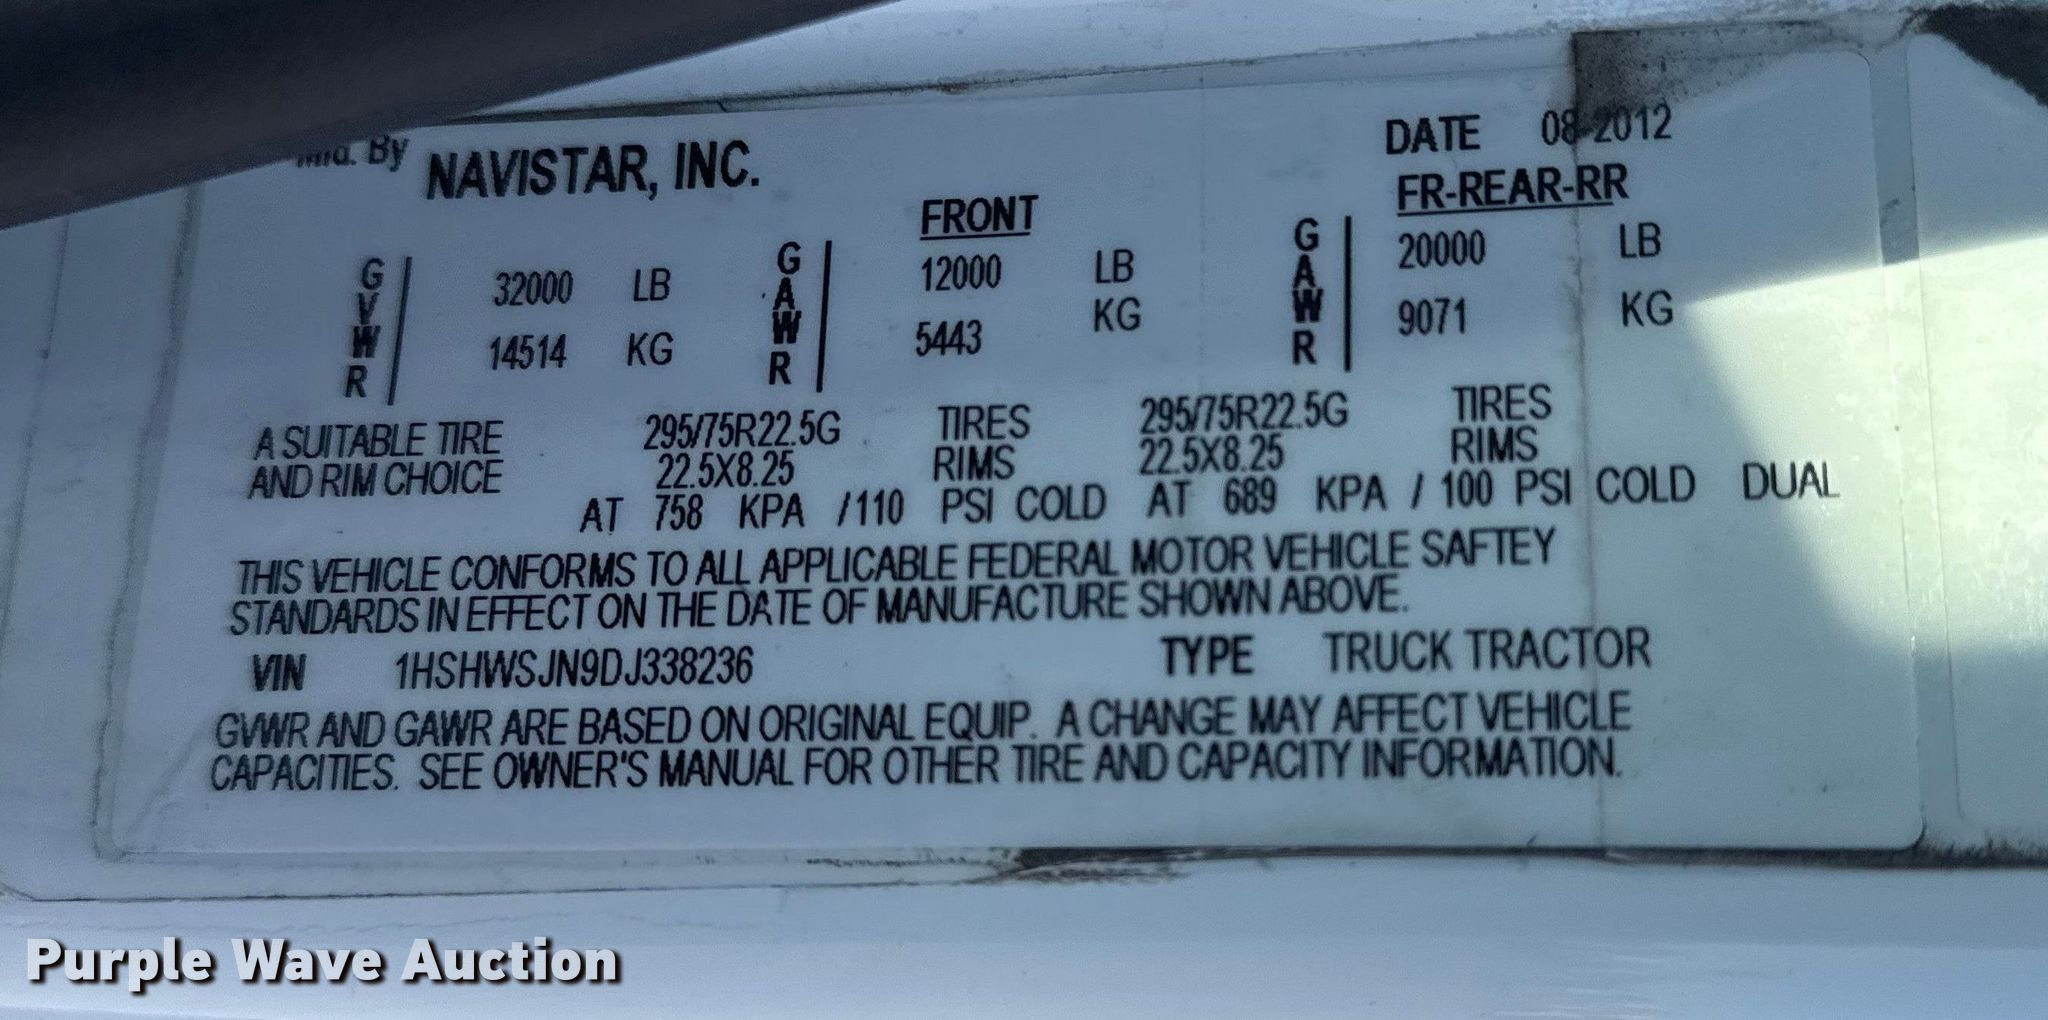 Mfd. By NAVISTAR, INC. DATE 08-2012
FRONT FR-REAR-RR
GVWR 32000 LB GAWR 12000 LB GAWR 20000 LB
14514 KG 5443 KG 9071 KG
A SUITABLE TIRE 295/75R22.5G TIRES 295/75R22.5G TIRES
AND RIM CHOICE 22.5X8.25 RIMS 22.5X8.25 RIMS
AT 758 KPA /110 PSI COLD AT 689 KPA / 100 PSI COLD DUAL
THIS VEHICLE CONFORMS TO ALL APPLICABLE FEDERAL MOTOR VEHICLE SAFTEY
STANDARDS IN EFFECT ON THE DATE OF MANUFACTURE SHOWN ABOVE.
VIN 1HSHWSJN9DJ338236 TYPE TRUCK TRACTOR
GVWR AND GAWR ARE BASED ON ORIGINAL EQUIP. A CHANGE MAY AFFECT VEHICLE
CAPACITIES. SEE OWNER'S MANUAL FOR OTHER TIRE AND CAPACITY INFORMATION.
Purple Wave Auction